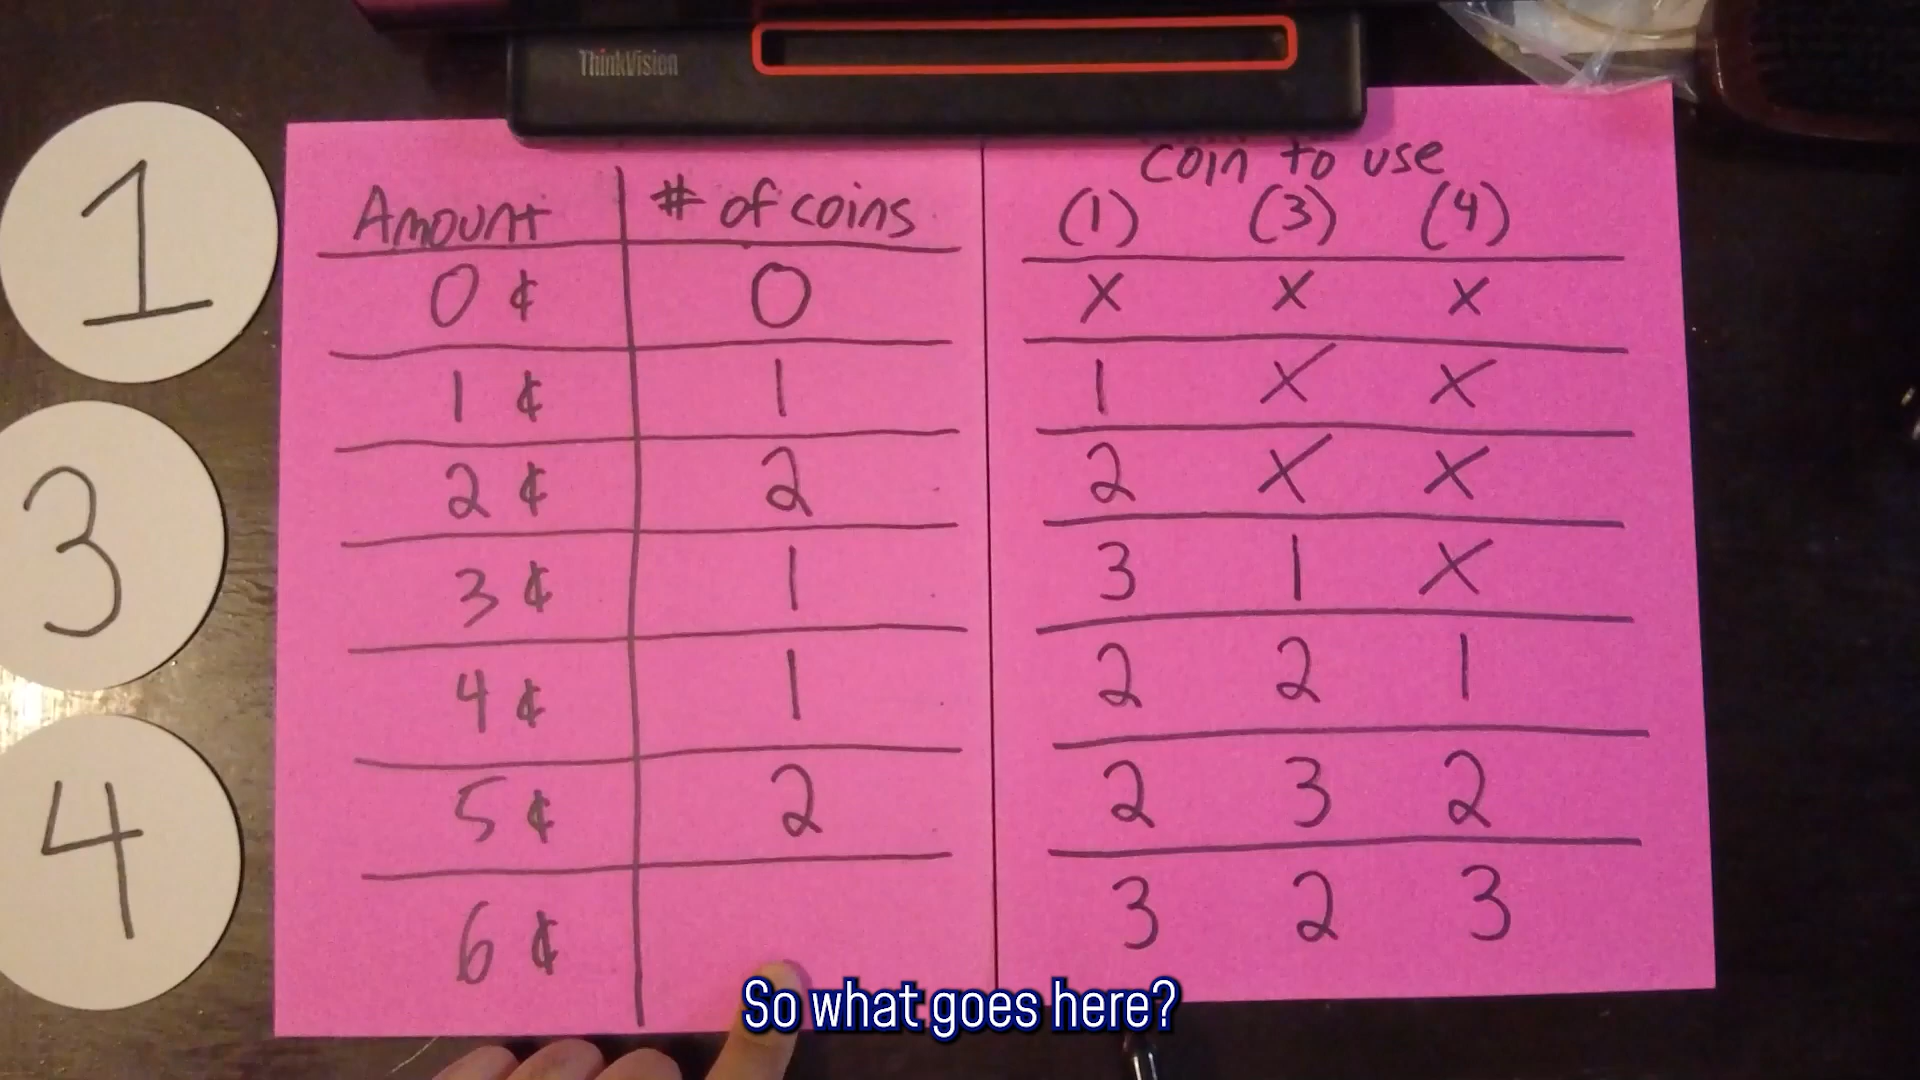 ThinkVision
1
3
4
Amount # of coins
0 ¢ 0
1 ¢ 1
2 ¢ 2
3 ¢ 1
4 ¢ 1
5 ¢ 2
6 ¢
coin to use
(1) (3) (4)
x x x
1 X X
2 X X
3 1 X
2 2 1
2 3 2
3 2 3
So what goes here?